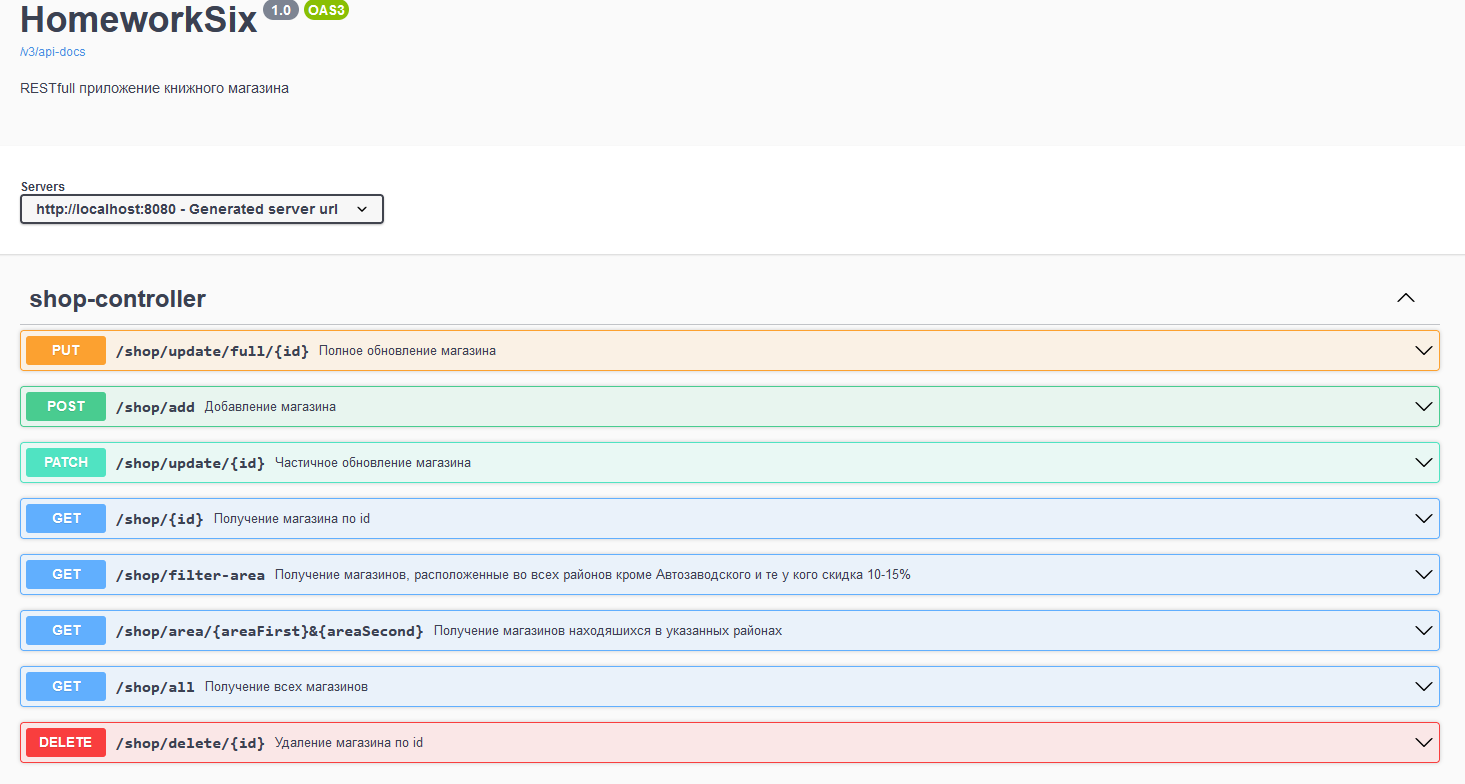 HomeworkSix 1.0 OAS3
/v3/api-docs
RESTfull приложение книжного магазина
Servers
http://localhost:8080 - Generated server url
shop-controller
PUT /shop/update/full/{id} Полное обновление магазина
POST /shop/add Добавление магазина
PATCH /shop/update/{id} Частичное обновление магазина
GET /shop/{id} Получение магазина по id
GET /shop/filter-area Получение магазинов, расположенные во всех районов кроме Автозаводского и те у кого скидка 10-15%
GET /shop/area/{areaFirst}&{areaSecond} Получение магазинов находяшихся в указанных районах
GET /shop/all Получение всех магазинов
DELETE /shop/delete/{id} Удаление магазина по id